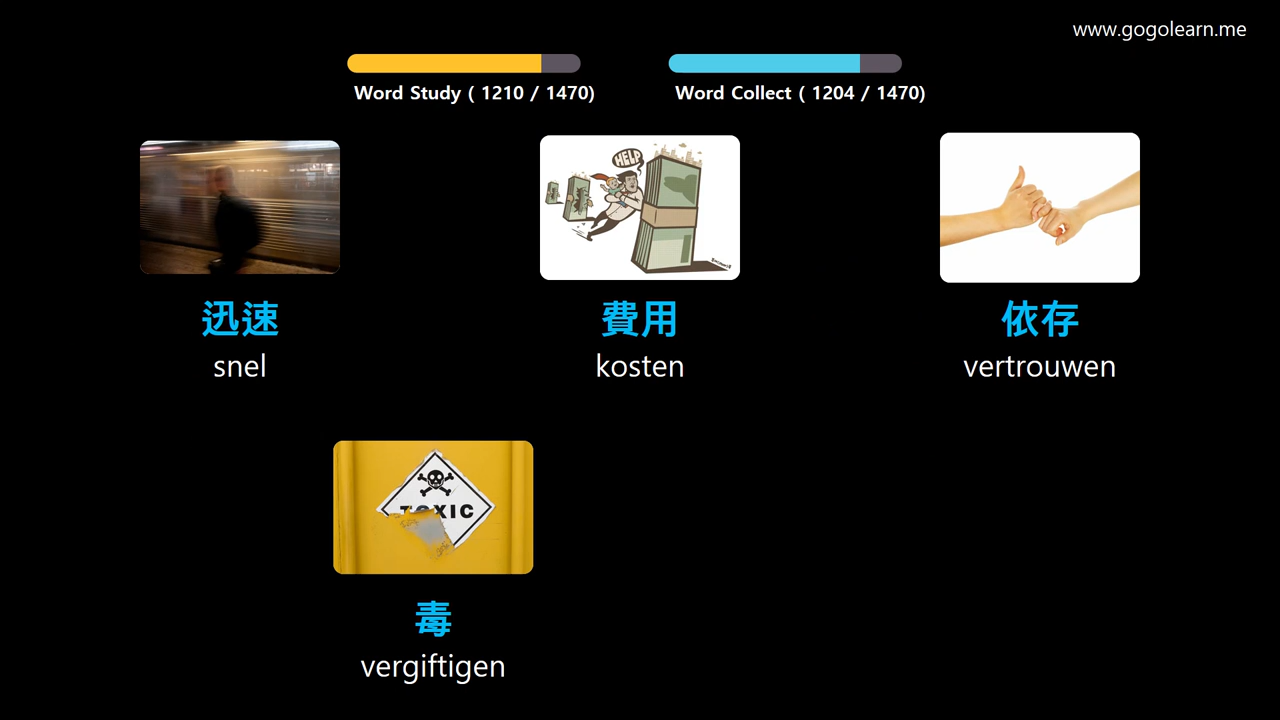 www.gogolearn.me
Word Study ( 1210 / 1470)
Word Collect ( 1204 / 1470)
HELP
迅速
snel
費用
kosten
依存
vertrouwen
TOXIC
毒
vergiftigen